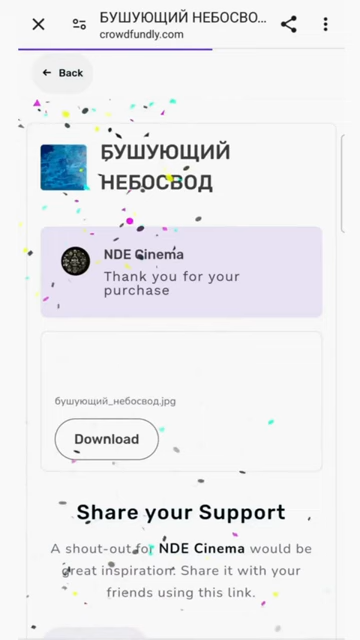 БУШУЮЩИЙ НЕБОСВО...
crowdfundly.com
Back
БУШУЮЩИЙ
НЕБОСВОД
NDE Cinema
Thank you for your
purchase
бушующий_небосвод.jpg
Download
Share your Support
A shout-out for NDE Cinema would be
great inspiration. Share it with your
friends using this link.